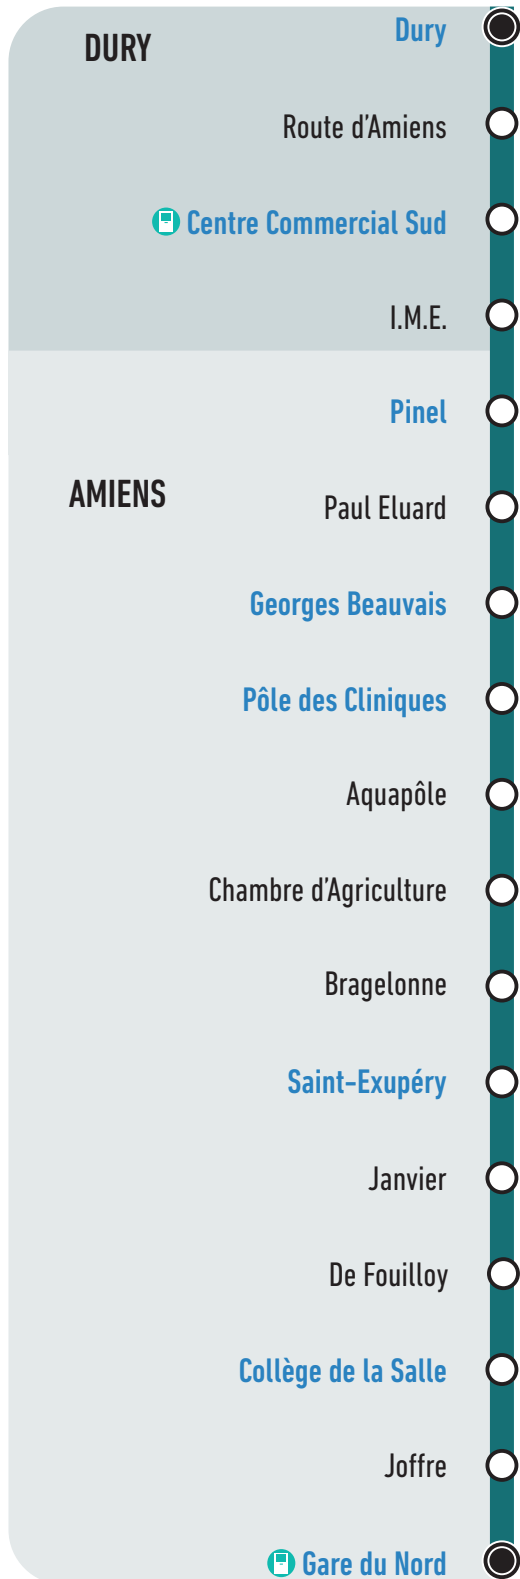 DURY
Dury
Route d'Amiens
Centre Commercial Sud
I.M.E.
Pinel
AMIENS
Paul Eluard
Georges Beauvais
Pôle des Cliniques
Aquapôle
Chambre d'Agriculture
Bragelonne
Saint-Exupéry
Janvier
De Fouilloy
Collège de la Salle
Joffre
Gare du Nord